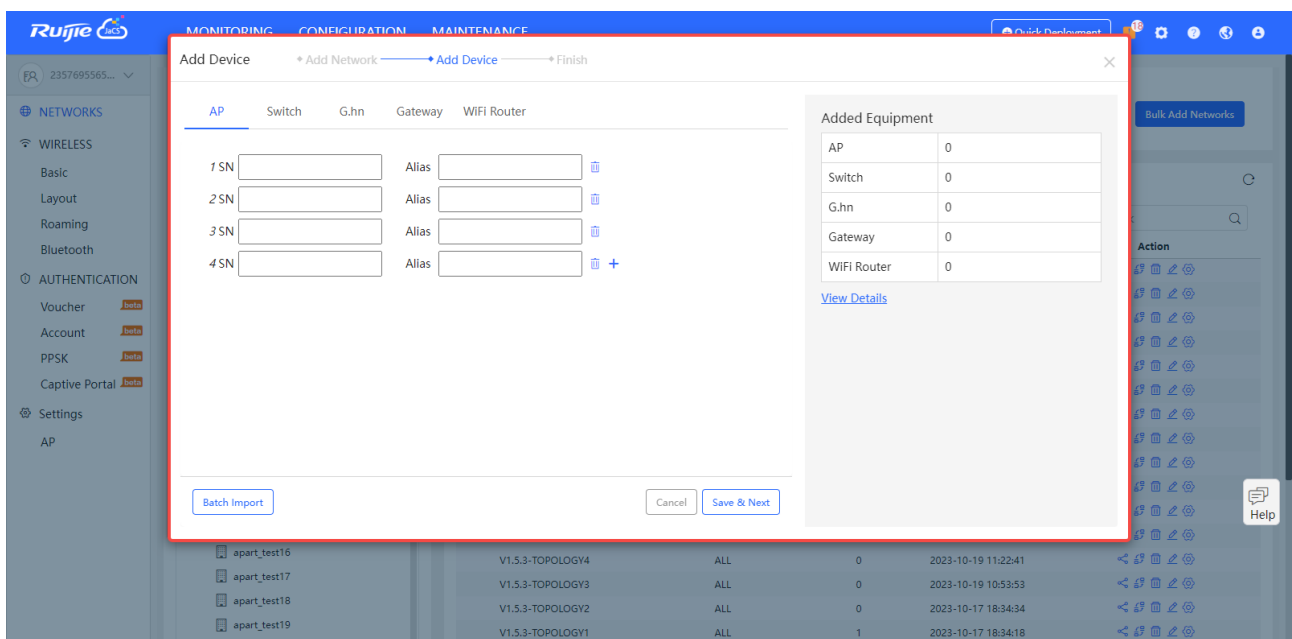 Ruijie JaCS
MONITORING CONFIGURATION MAINTENANCE Quick Deployment 18
Add Device Add Network Add Device Finish
2357695565...
NETWORKS
WIRELESS
Basic
Layout
Roaming
Bluetooth
AUTHENTICATION
Voucher beta
Account beta
PPSK beta
Captive Portal beta
Settings
AP
AP Switch G.hn Gateway WiFi Router
1 SN Alias
2 SN Alias
3 SN Alias
4 SN Alias
Batch Import Cancel Save & Next
Added Equipment
AP 0
Switch 0
G.hn 0
Gateway 0
WiFi Router 0
View Details
Bulk Add Networks
Action
Help
apart_test16
apart_test17
apart_test18
apart_test19
V1.5.3-TOPOLOGY4 ALL 0 2023-10-19 11:22:41
V1.5.3-TOPOLOGY3 ALL 0 2023-10-19 10:53:53
V1.5.3-TOPOLOGY2 ALL 0 2023-10-17 18:34:34
V1.5.3-TOPOLOGY1 ALL 1 2023-10-17 18:34:18